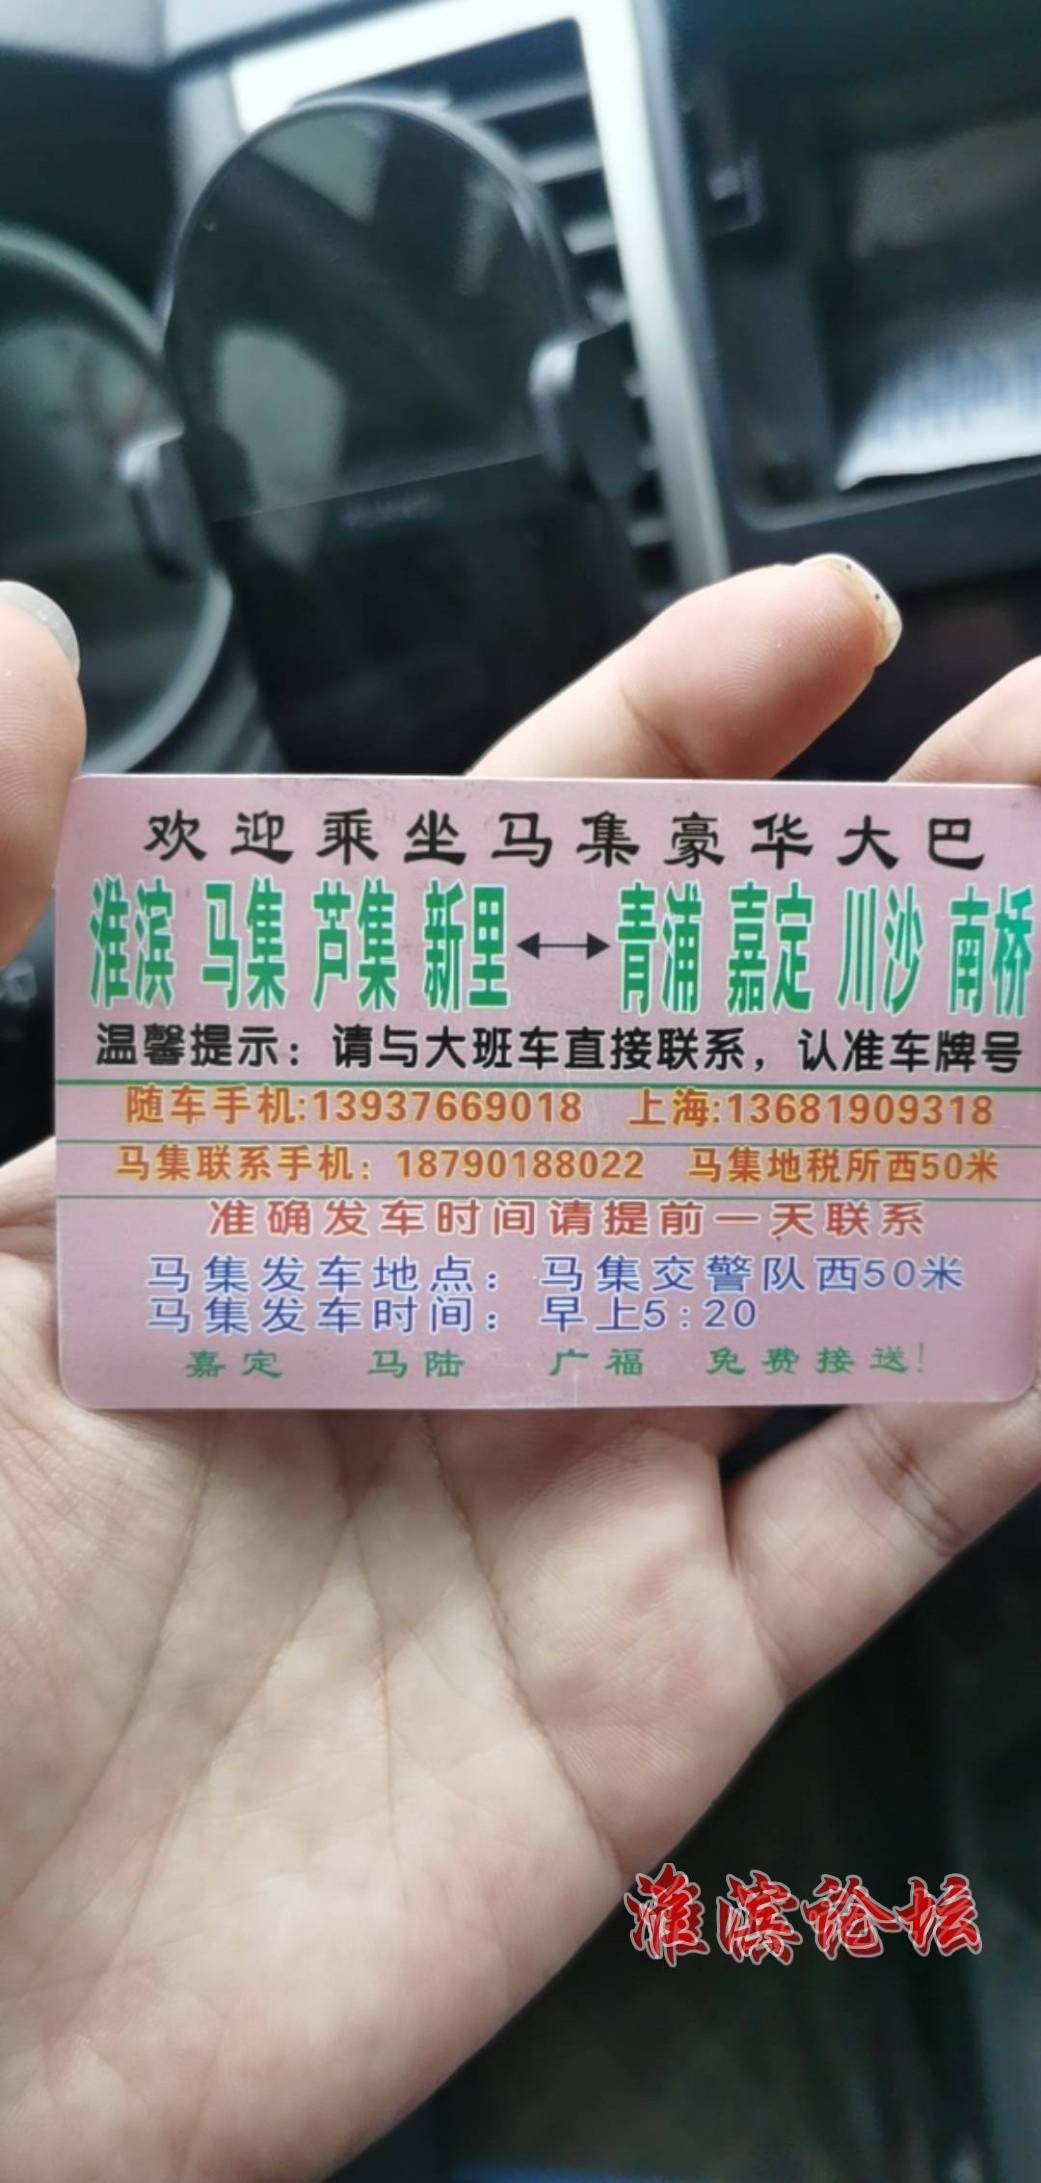 欢迎乘坐马集豪华大巴
淮滨 马集 芦集 新里↔青浦 嘉定 川沙 南桥
温馨提示：请与大班车直接联系，认准车牌号
随车手机:13937669018 上海:13681909318
马集联系手机：18790188022 马集地税所西50米
准确发车时间请提前一天联系
马集发车地点：马集交警队西50米
马集发车时间：早上5:20
嘉定 马陆 广福 免费接送!
淮滨论坛